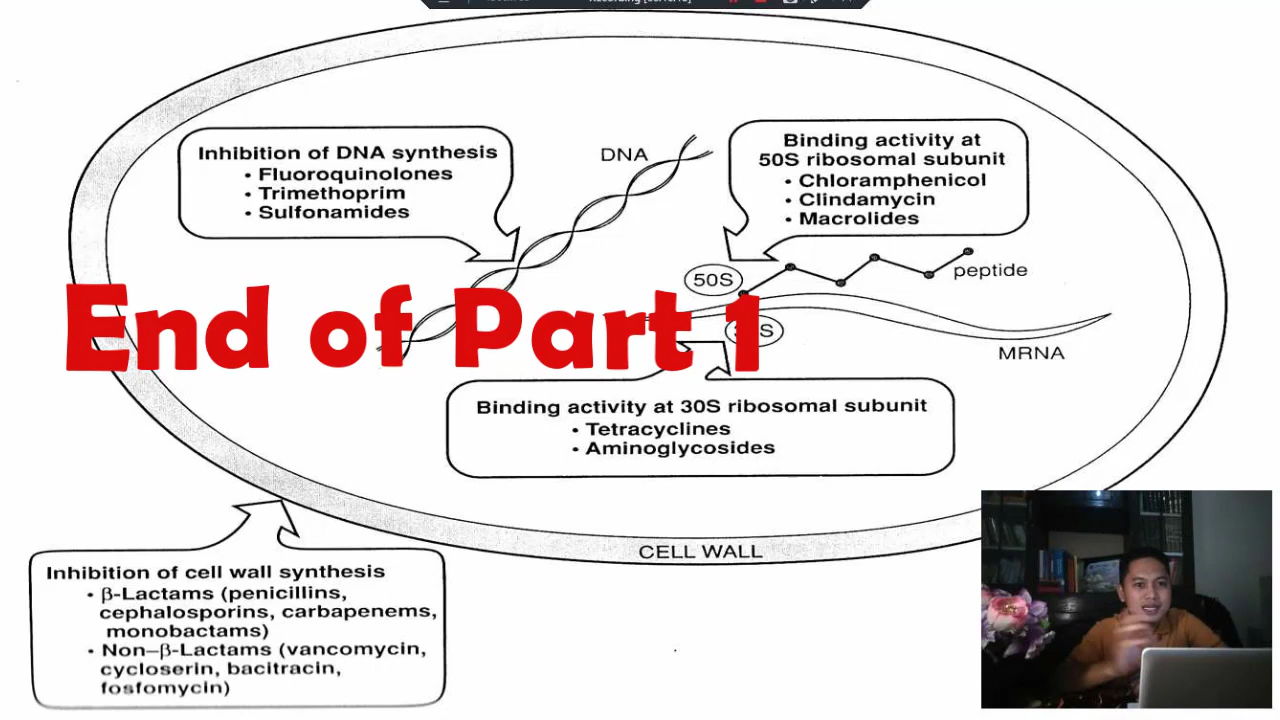 Inhibition of DNA synthesis
• Fluoroquinolones
• Trimethoprim
• Sulfonamides
DNA
Binding activity at
50S ribosomal subunit
• Chloramphenicol
• Clindamycin
• Macrolides
50S
peptide
End of Part 1
MRNA
Binding activity at 30S ribosomal subunit
• Tetracyclines
• Aminoglycosides
CELL WALL
Inhibition of cell wall synthesis
• β-Lactams (penicillins,
cephalosporins, carbapenems,
monobactams)
• Non–β-Lactams (vancomycin,
cycloserin, bacitracin,
fosfomycin)